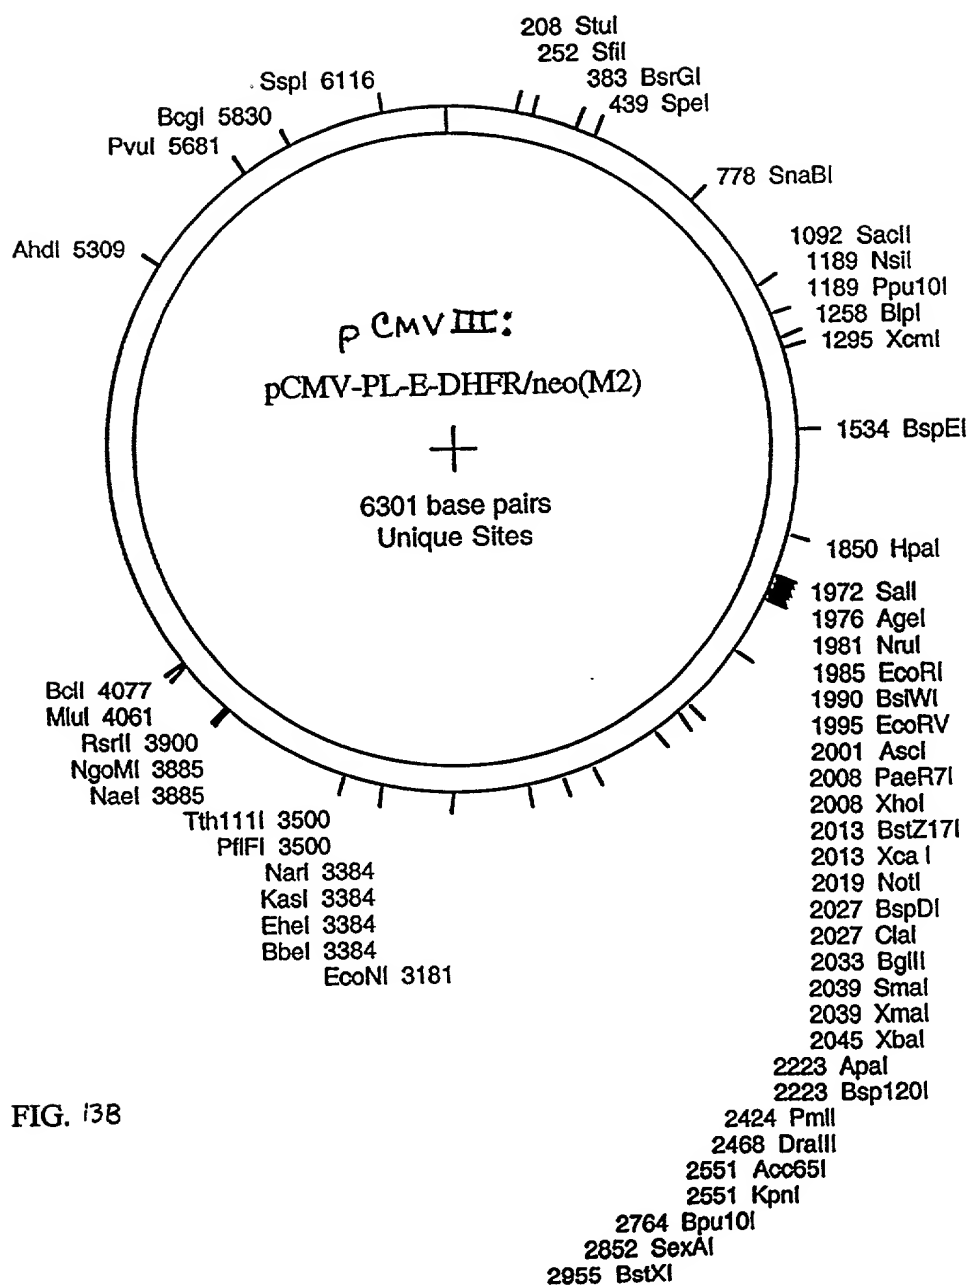 208 StuI
252 SfiI
383 BsrGI
439 SpeI
778 SnaBI
1092 SacII
1189 NsiI
1189 Ppu10I
1258 BlpI
1295 XcmI
1534 BspEI
1850 HpaI
1972 SalI
1976 AgeI
1981 NruI
1985 EcoRI
1990 BsiWI
1995 EcoRV
2001 AscI
2008 PaeR7I
2008 XhoI
2013 BstZ17I
2013 Xca I
2019 NotI
2027 BspDI
2027 ClaI
2033 BglII
2039 SmaI
2039 XmaI
2045 XbaI
2223 ApaI
2223 Bsp120I
2424 PmlI
2468 DraIII
2551 Acc65I
2551 KpnI
2764 Bpu10I
2852 SexAI
2955 BstXI
EcoNI 3181
BbeI 3384
EheI 3384
KasI 3384
NarI 3384
PflFI 3500
Tth111I 3500
NaeI 3885
NgoMI 3885
RsrII 3900
MluI 4061
BclI 4077
AhdI 5309
PvuI 5681
BcgI 5830
SspI 6116
pCMVIII:
pCMV-PL-E-DHFR/neo(M2)
6301 base pairs
Unique Sites
FIG. 13B